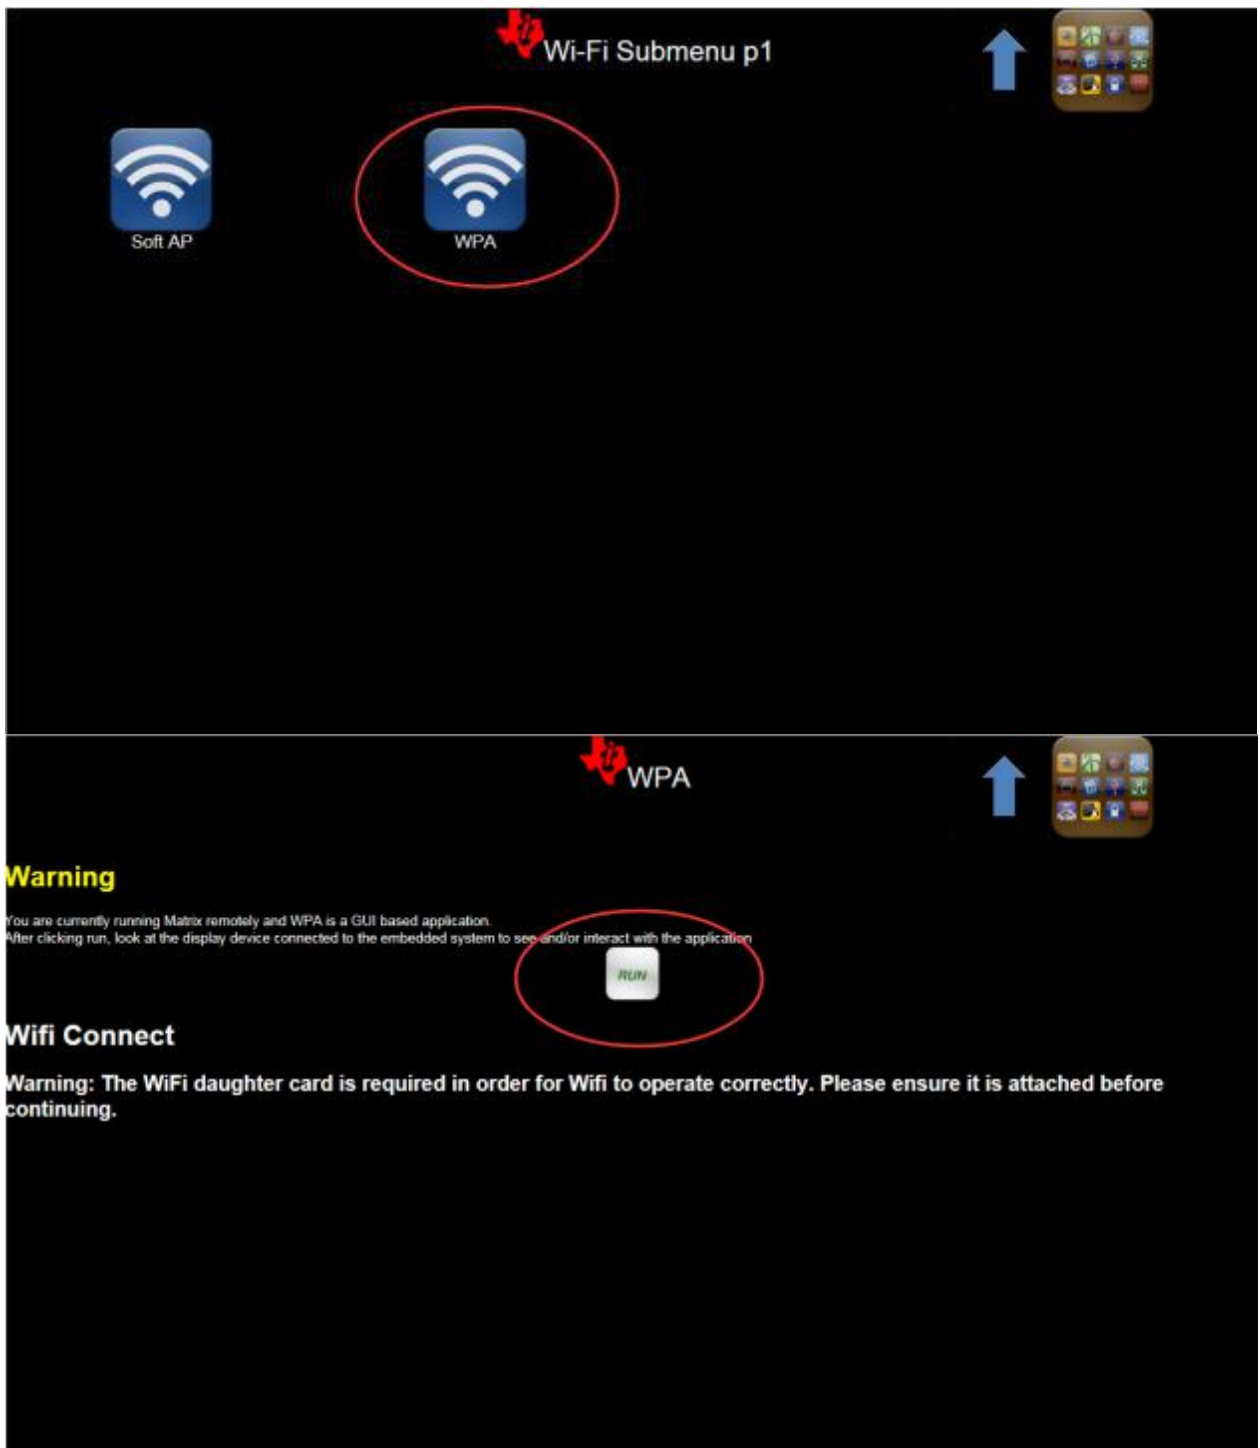 Wi-Fi Submenu p1
Soft AP
WPA
WPA
Warning
You are currently running Matrix remotely and WPA is a GUI based application.
After clicking run, look at the display device connected to the embedded system to see and/or interact with the application
RUN
Wifi Connect
Warning: The WiFi daughter card is required in order for Wifi to operate correctly. Please ensure it is attached before
continuing.